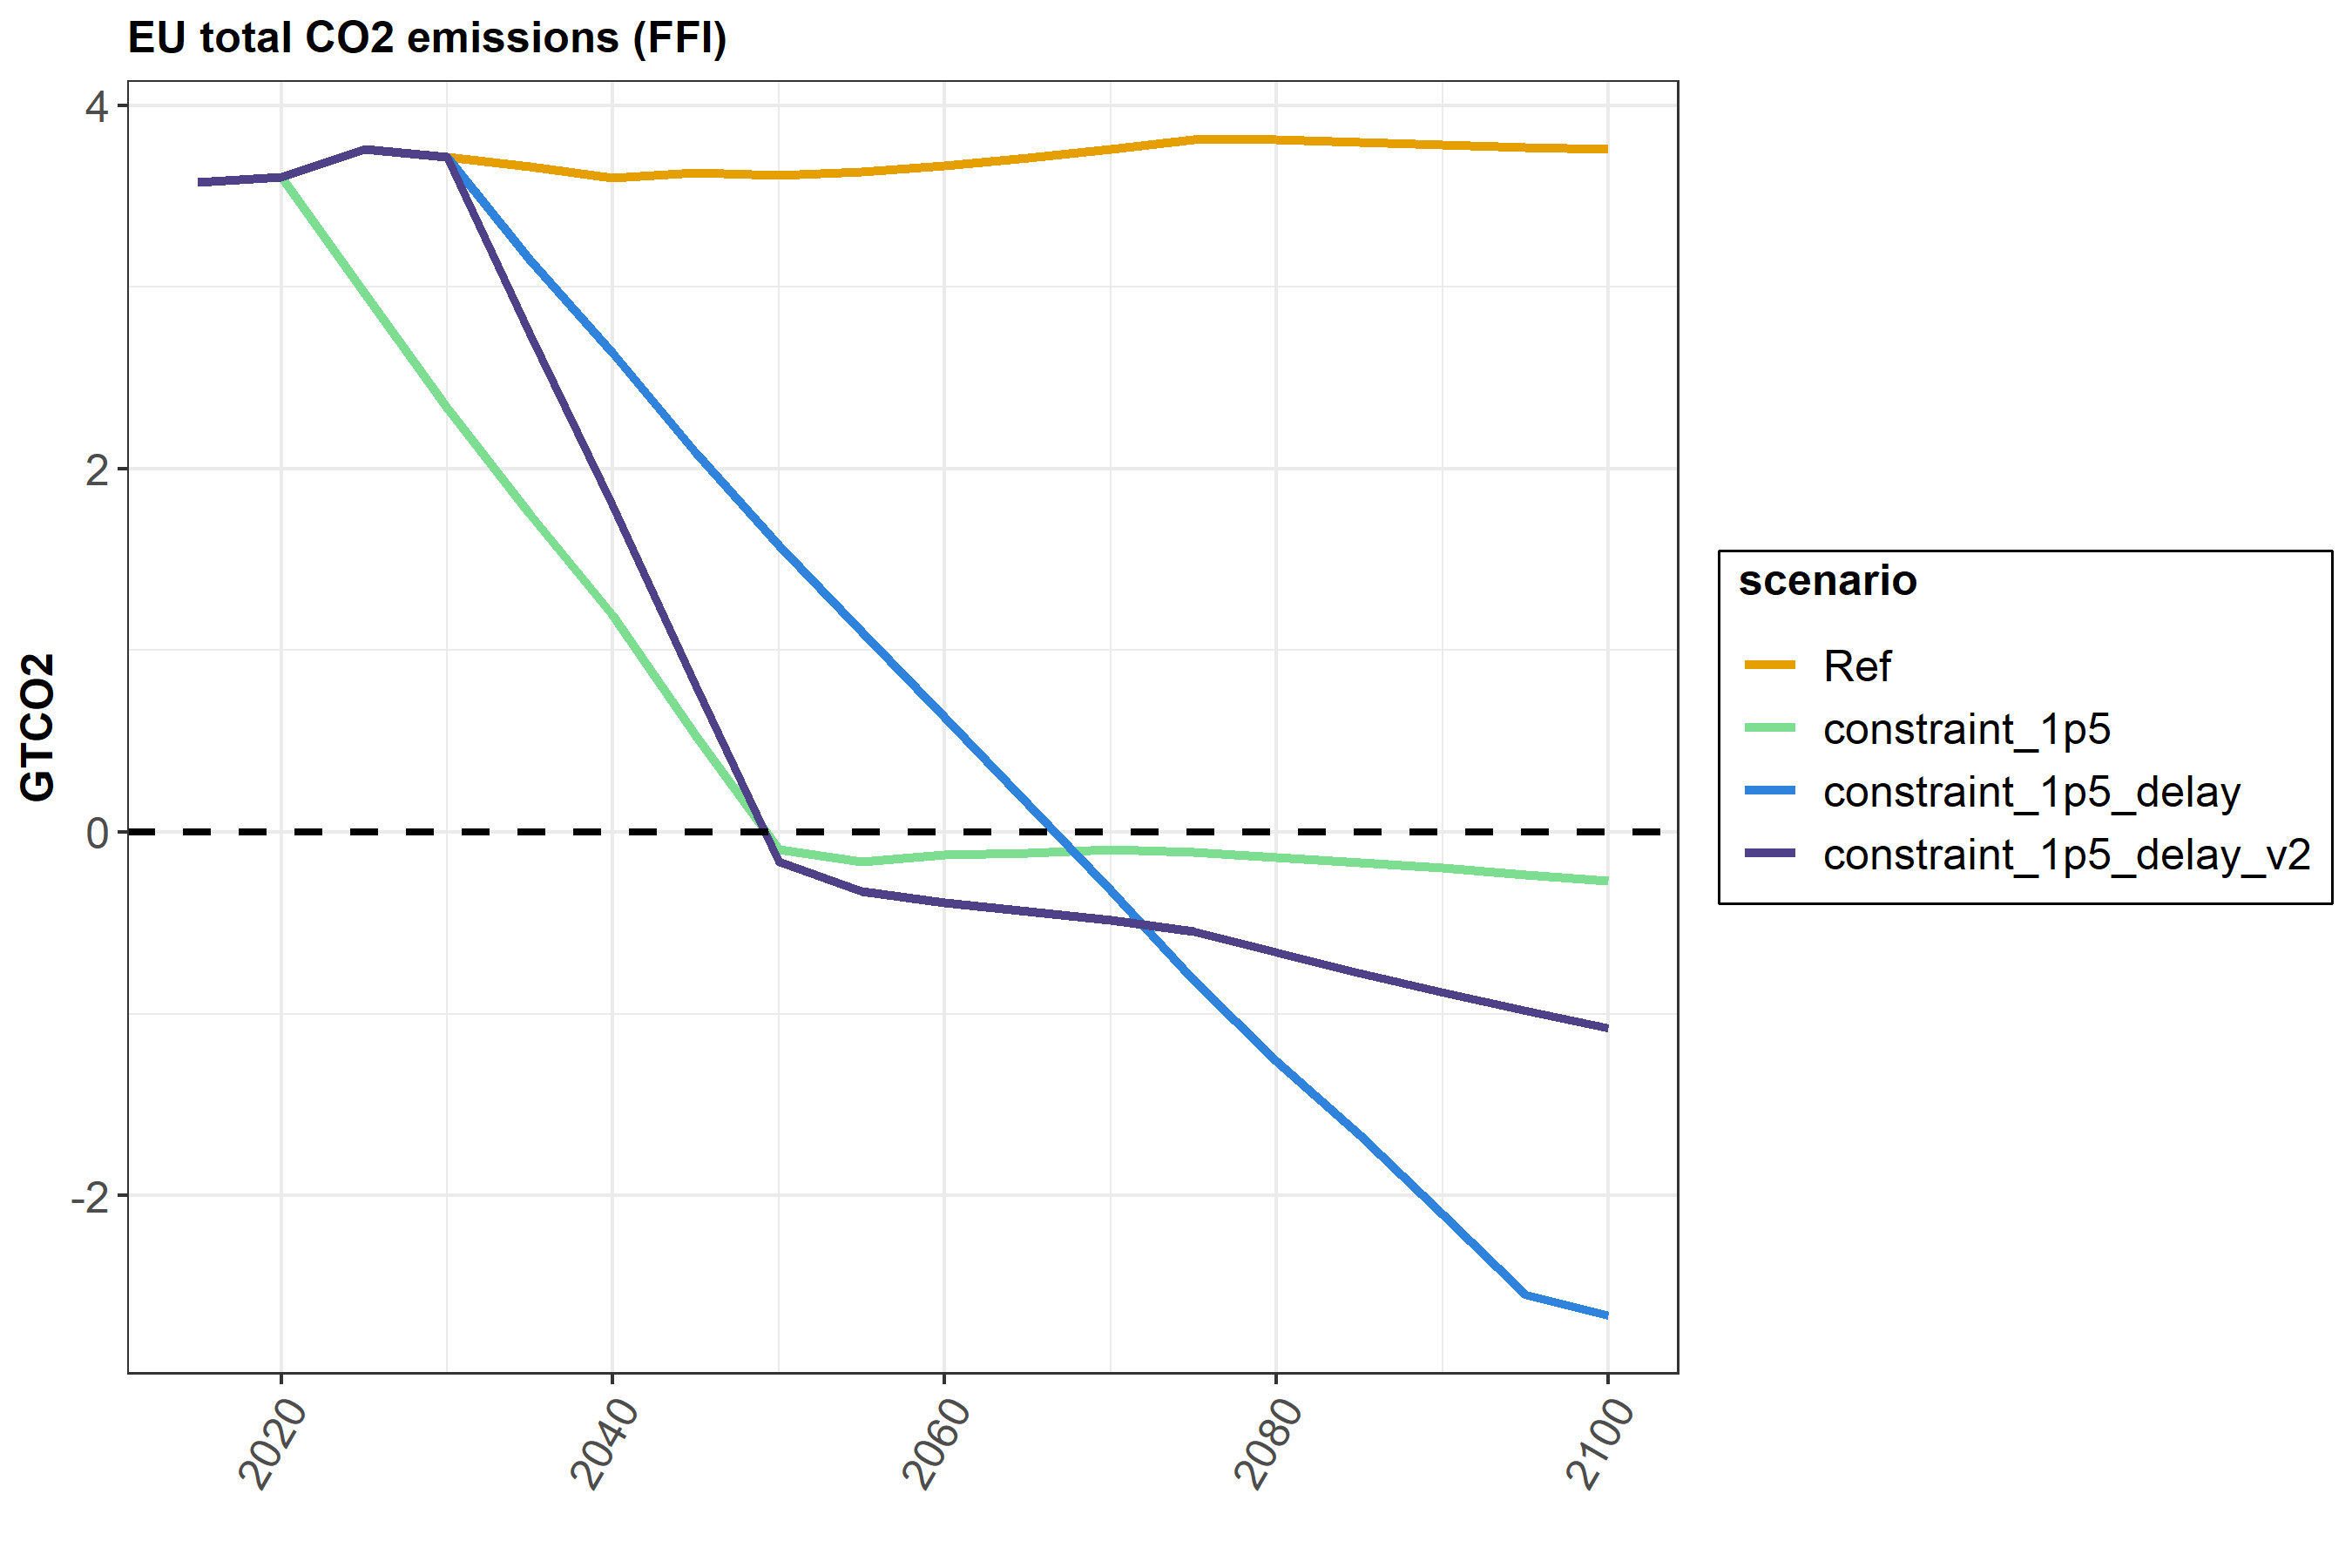 EU total CO2 emissions (FFI)
GTCO2
4
2
0
-2
2020
2040
2060
2080
2100
scenario
Ref
constraint_1p5
constraint_1p5_delay
constraint_1p5_delay_v2